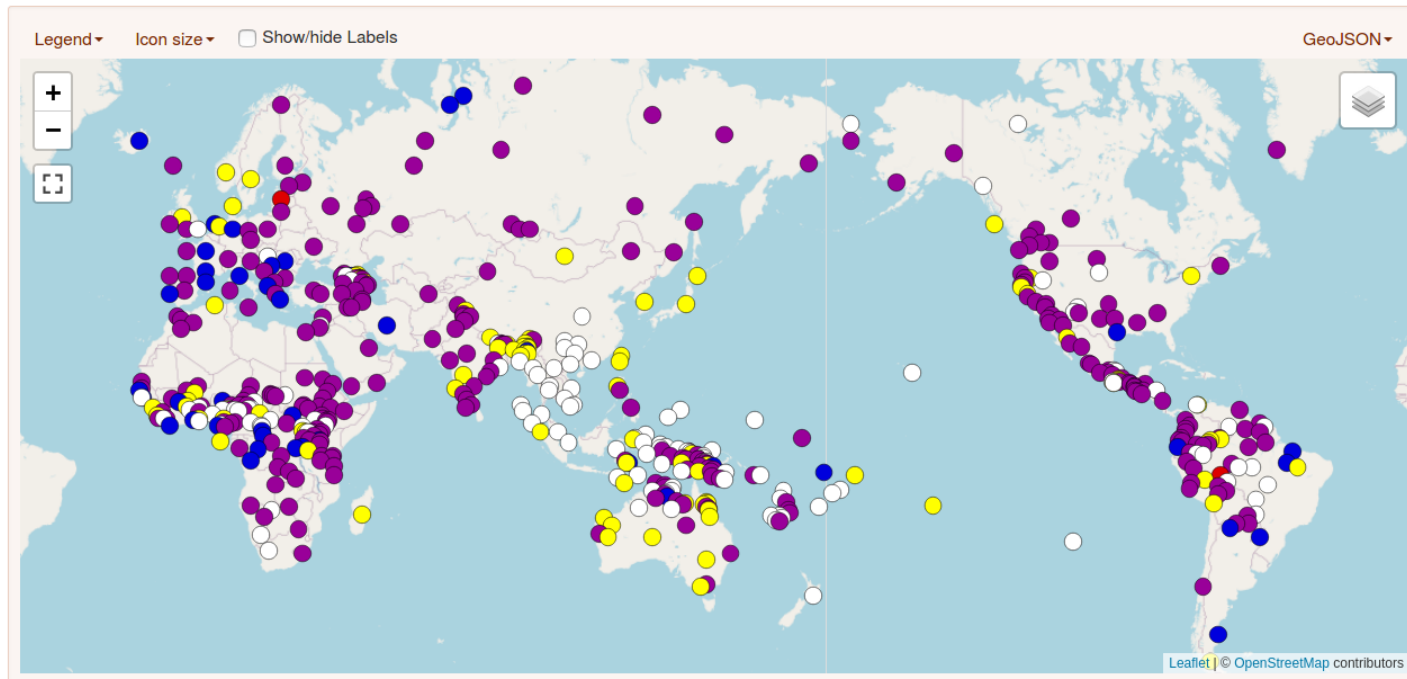 Legend Icon size Show/hide Labels GeoJSON
+
−
Leaflet | © OpenStreetMap contributors